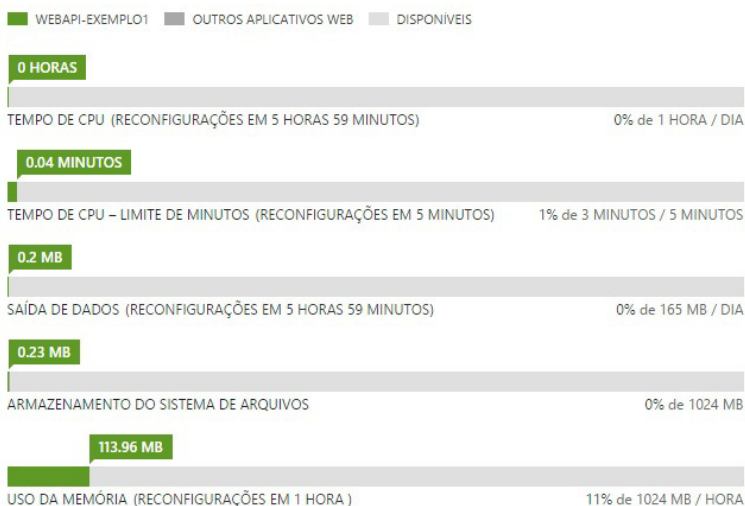 WEBAPI-EXEMPLO1 OUTROS APLICATIVOS WEB DISPONÍVEIS
0 HORAS
TEMPO DE CPU (RECONFIGURAÇÕES EM 5 HORAS 59 MINUTOS) 0% de 1 HORA / DIA
0.04 MINUTOS
TEMPO DE CPU – LIMITE DE MINUTOS (RECONFIGURAÇÕES EM 5 MINUTOS) 1% de 3 MINUTOS / 5 MINUTOS
0.2 MB
SAÍDA DE DADOS (RECONFIGURAÇÕES EM 5 HORAS 59 MINUTOS) 0% de 165 MB / DIA
0.23 MB
ARMAZENAMENTO DO SISTEMA DE ARQUIVOS 0% de 1024 MB
113.96 MB
USO DA MEMÓRIA (RECONFIGURAÇÕES EM 1 HORA ) 11% de 1024 MB / HORA